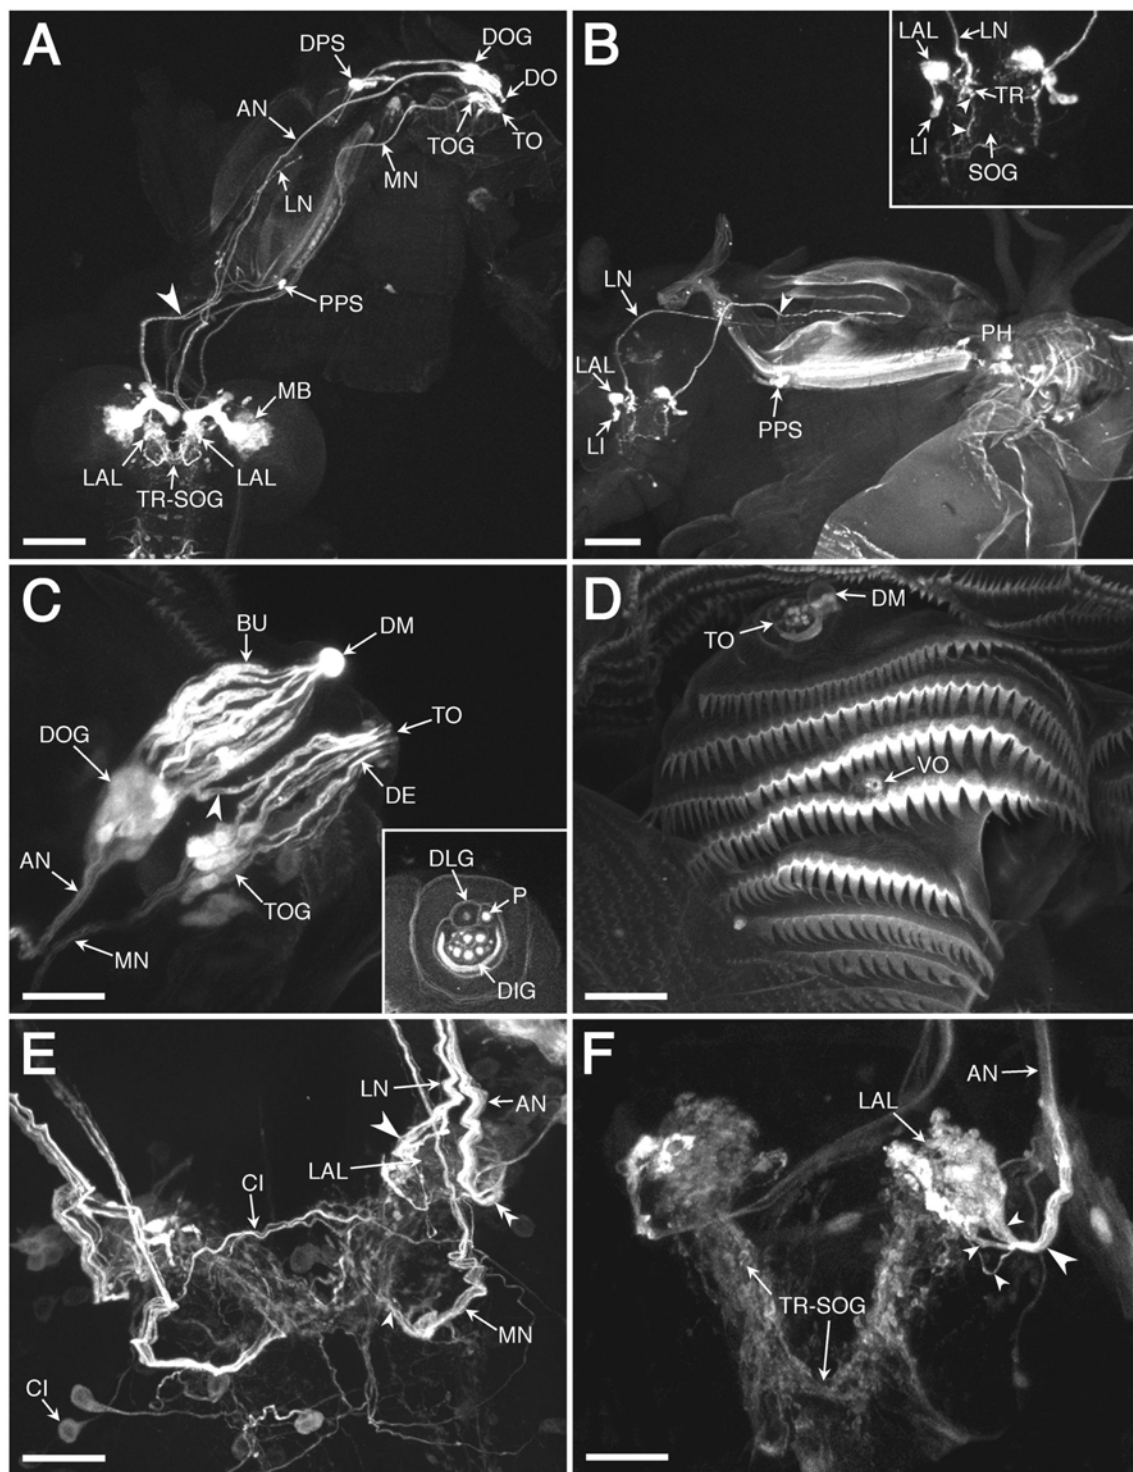 A
DPS
DOG
DO
AN
TOG
TO
MN
LN
PPS
MB
LAL
LAL
TR-SOG
B
LAL
LN
TR
LI
SOG
LN
PH
LAL
LI
PPS
C
BU
DM
DOG
TO
DE
AN
TOG
MN
DLG
P
DIG
D
DM
TO
VO
E
LN
AN
LAL
CI
MN
CI
F
AN
LAL
TR-SOG